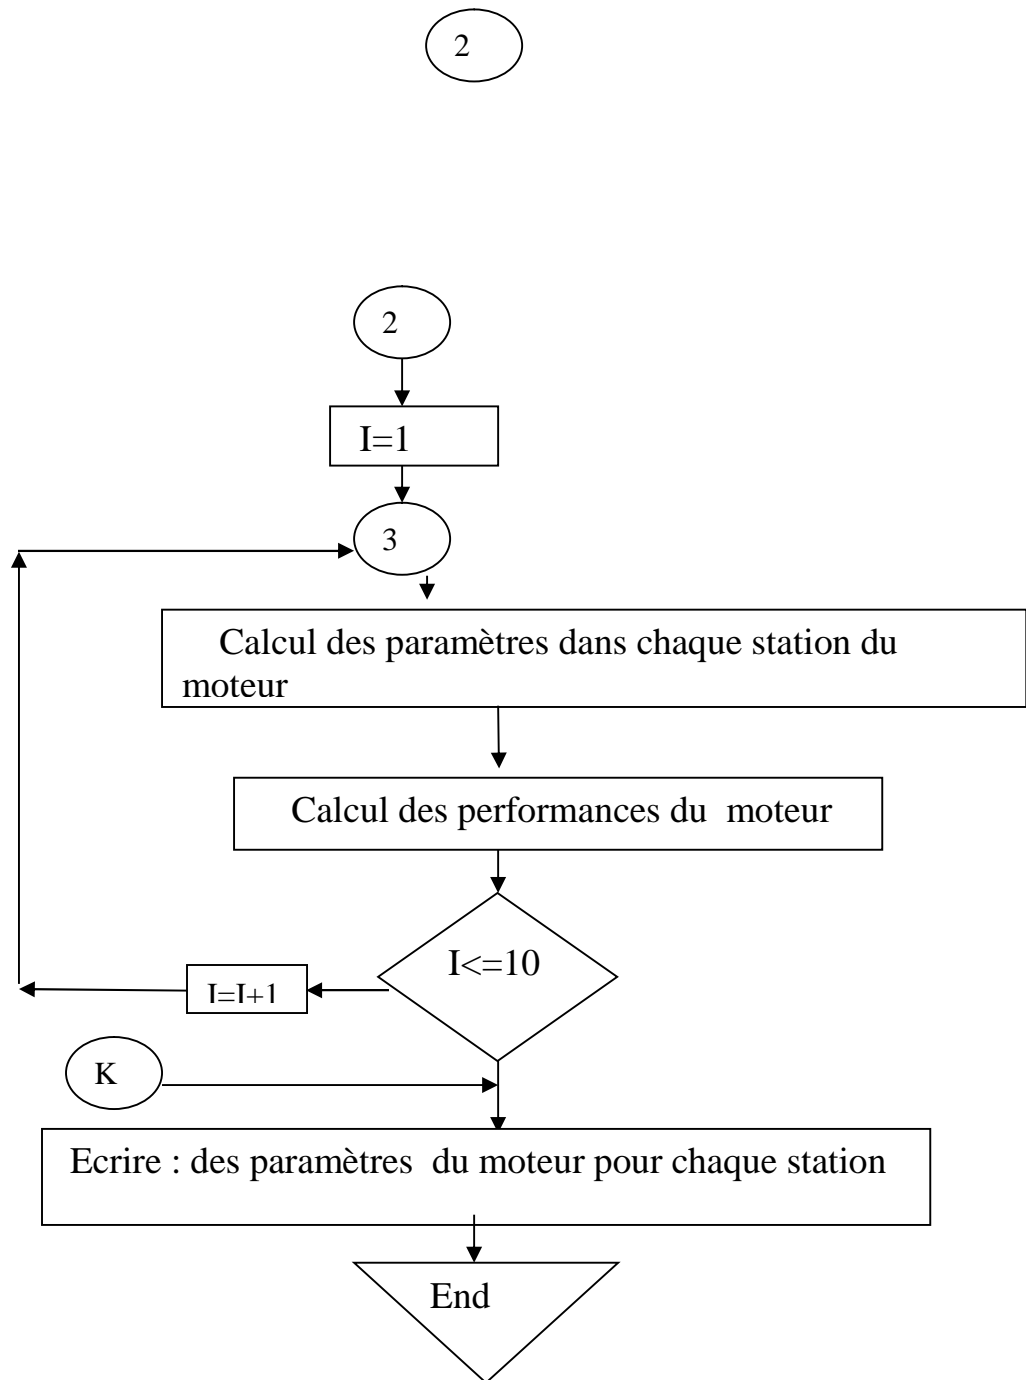 2
2
I=1
3
Calcul des paramètres dans chaque station du
moteur
Calcul des performances du moteur
I<=10
I=I+1
K
Ecrire : des paramètres du moteur pour chaque station
End